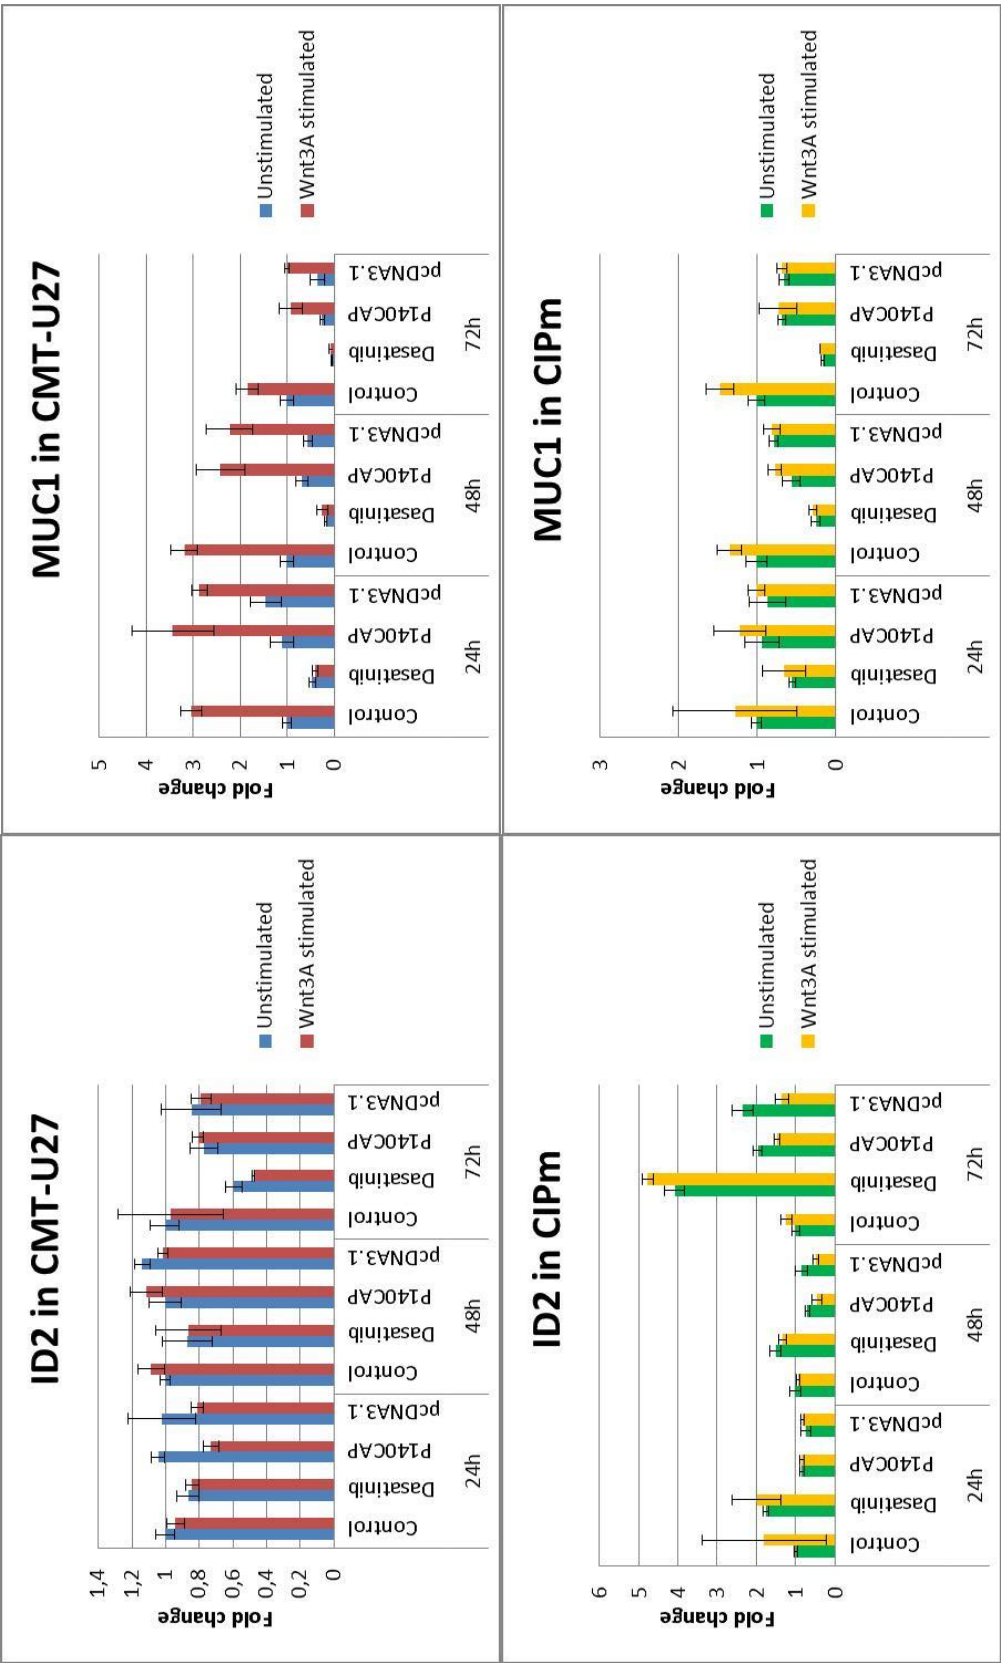 ID2 in CMT-U27
Fold change
1,4
1,2
1
0,8
0,6
0,4
0,2
0
Control
Dasatinib
P140CAP
pcDNA3.1
Control
Dasatinib
P140CAP
pcDNA3.1
Control
Dasatinib
P140CAP
pcDNA3.1
24h
48h
72h
Unstimulated
Wnt3A stimulated
MUC1 in CMT-U27
Fold change
5
4
3
2
1
0
Control
Dasatinib
P140CAP
pcDNA3.1
Control
Dasatinib
P140CAP
pcDNA3.1
Control
Dasatinib
P140CAP
pcDNA3.1
24h
48h
72h
Unstimulated
Wnt3A stimulated
ID2 in CIPm
Fold change
6
5
4
3
2
1
0
Control
Dasatinib
P140CAP
pcDNA3.1
Control
Dasatinib
P140CAP
pcDNA3.1
Control
Dasatinib
P140CAP
pcDNA3.1
24h
48h
72h
Unstimulated
Wnt3A stimulated
MUC1 in CIPm
Fold change
3
2
1
0
Control
Dasatinib
P140CAP
pcDNA3.1
Control
Dasatinib
P140CAP
pcDNA3.1
Control
Dasatinib
P140CAP
pcDNA3.1
24h
48h
72h
Unstimulated
Wnt3A stimulated